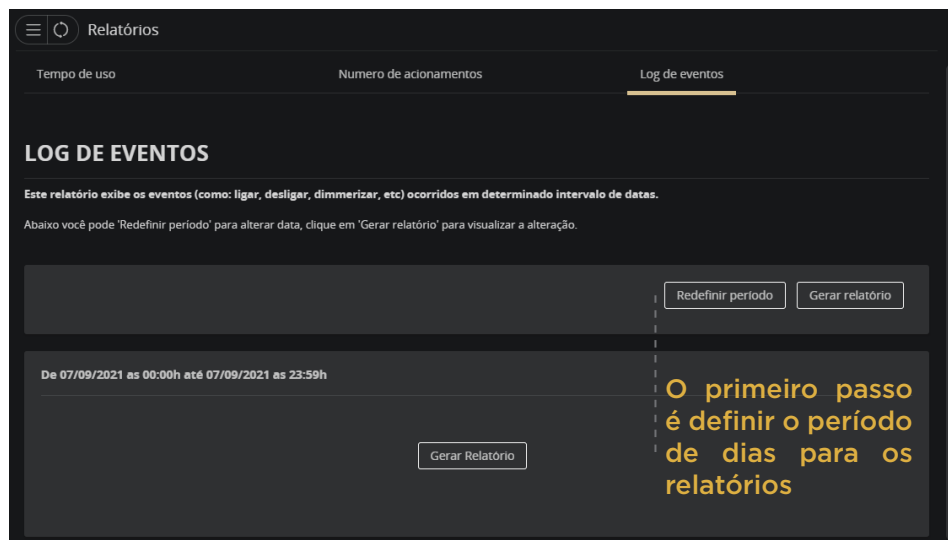 Relatórios
Tempo de uso
Numero de acionamentos
Log de eventos
LOG DE EVENTOS
Este relatório exibe os eventos (como: ligar, desligar, dimmerizar, etc) ocorridos em determinado intervalo de datas.
Abaixo você pode 'Redefinir período' para alterar data, clique em 'Gerar relatório' para visualizar a alteração.
Redefinir período
Gerar relatório
De 07/09/2021 as 00:00h até 07/09/2021 as 23:59h
Gerar Relatório
O primeiro passo
é definir o período
de dias para os
relatórios